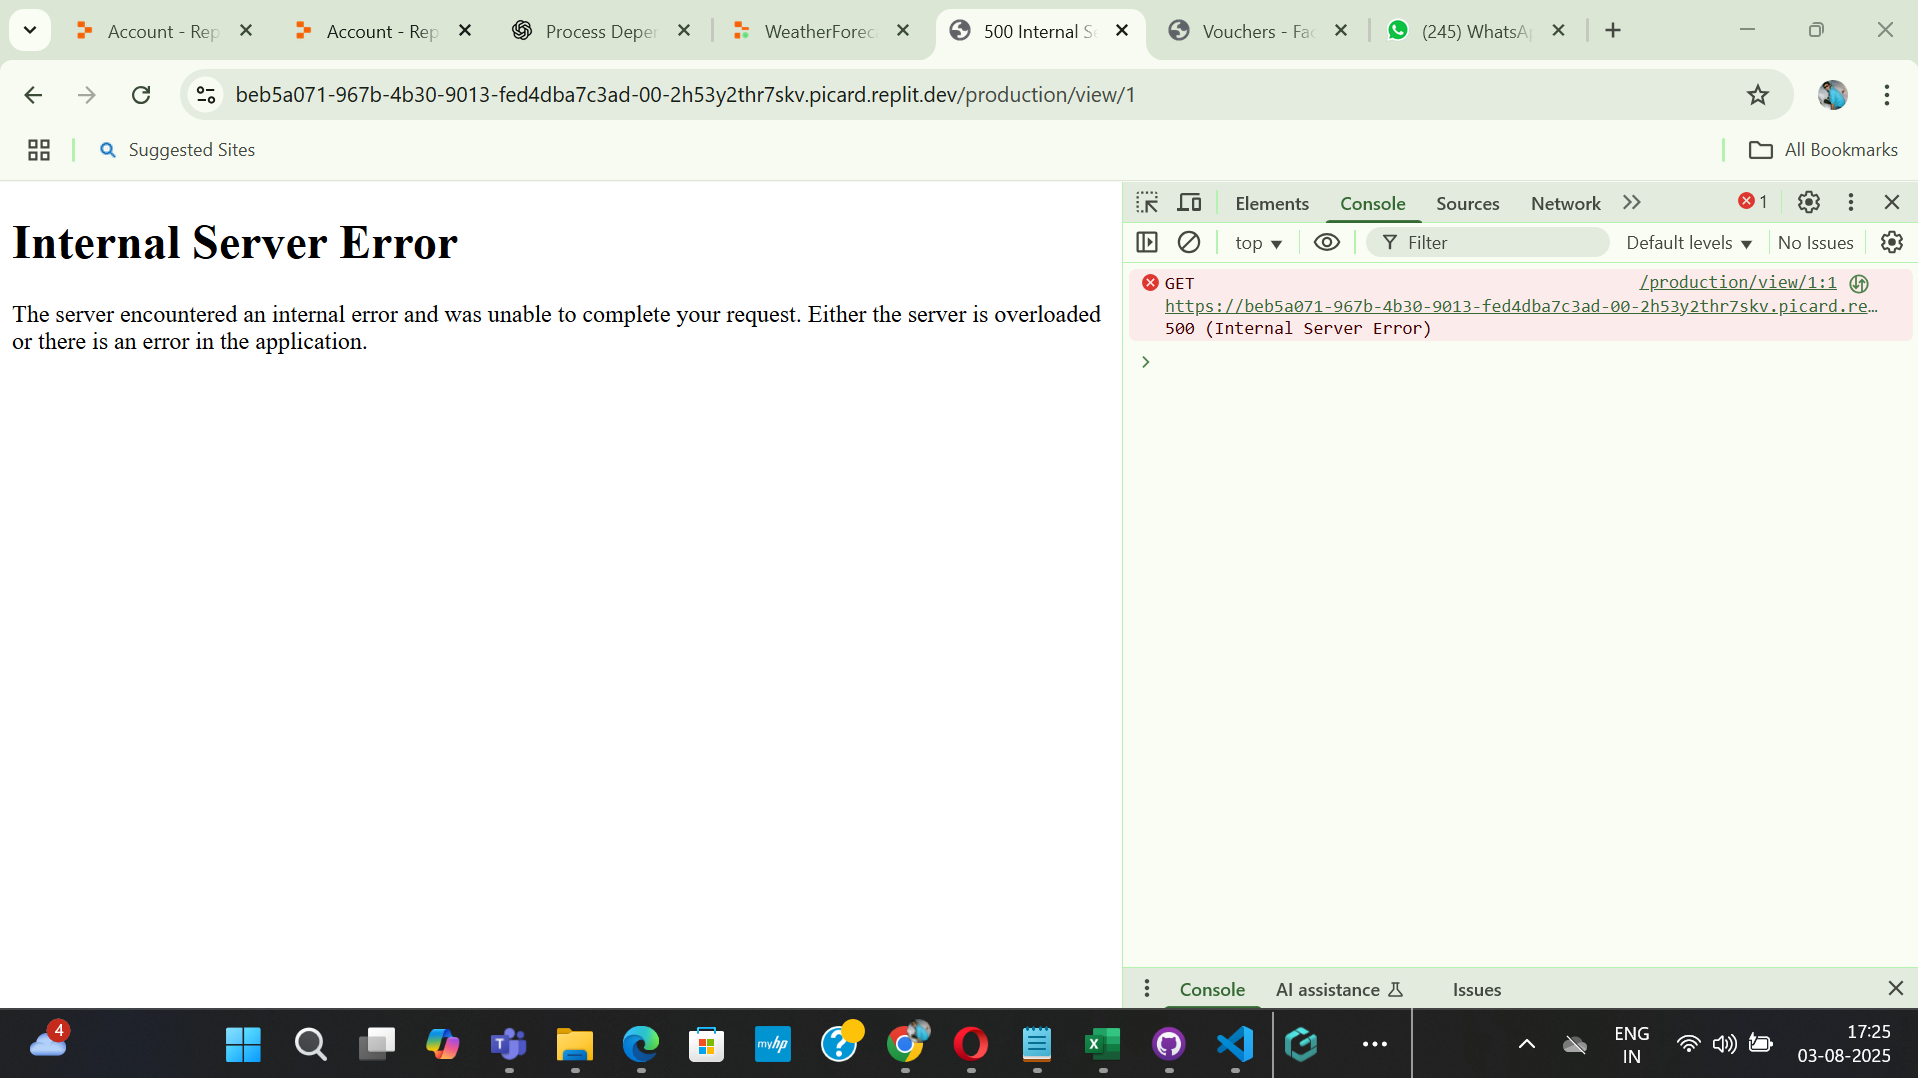 Account - Rep
Account - Rep
Process Deper
WeatherForec
500 Internal Se
Vouchers - Fac
(245) WhatsAp
beb5a071-967b-4b30-9013-fed4dba7c3ad-00-2h53y2thr7skv.picard.replit.dev/production/view/1
Suggested Sites
All Bookmarks
Internal Server Error
The server encountered an internal error and was unable to complete your request. Either the server is overloaded
or there is an error in the application.
Elements
Console
Sources
Network
1
top
Filter
Default levels
No Issues
GET
/production/view/1:1
https://beb5a071-967b-4b30-9013-fed4dba7c3ad-00-2h53y2thr7skv.picard.re…
500 (Internal Server Error)
Console
AI assistance
Issues
4
myhp
ENG
IN
17:25
03-08-2025